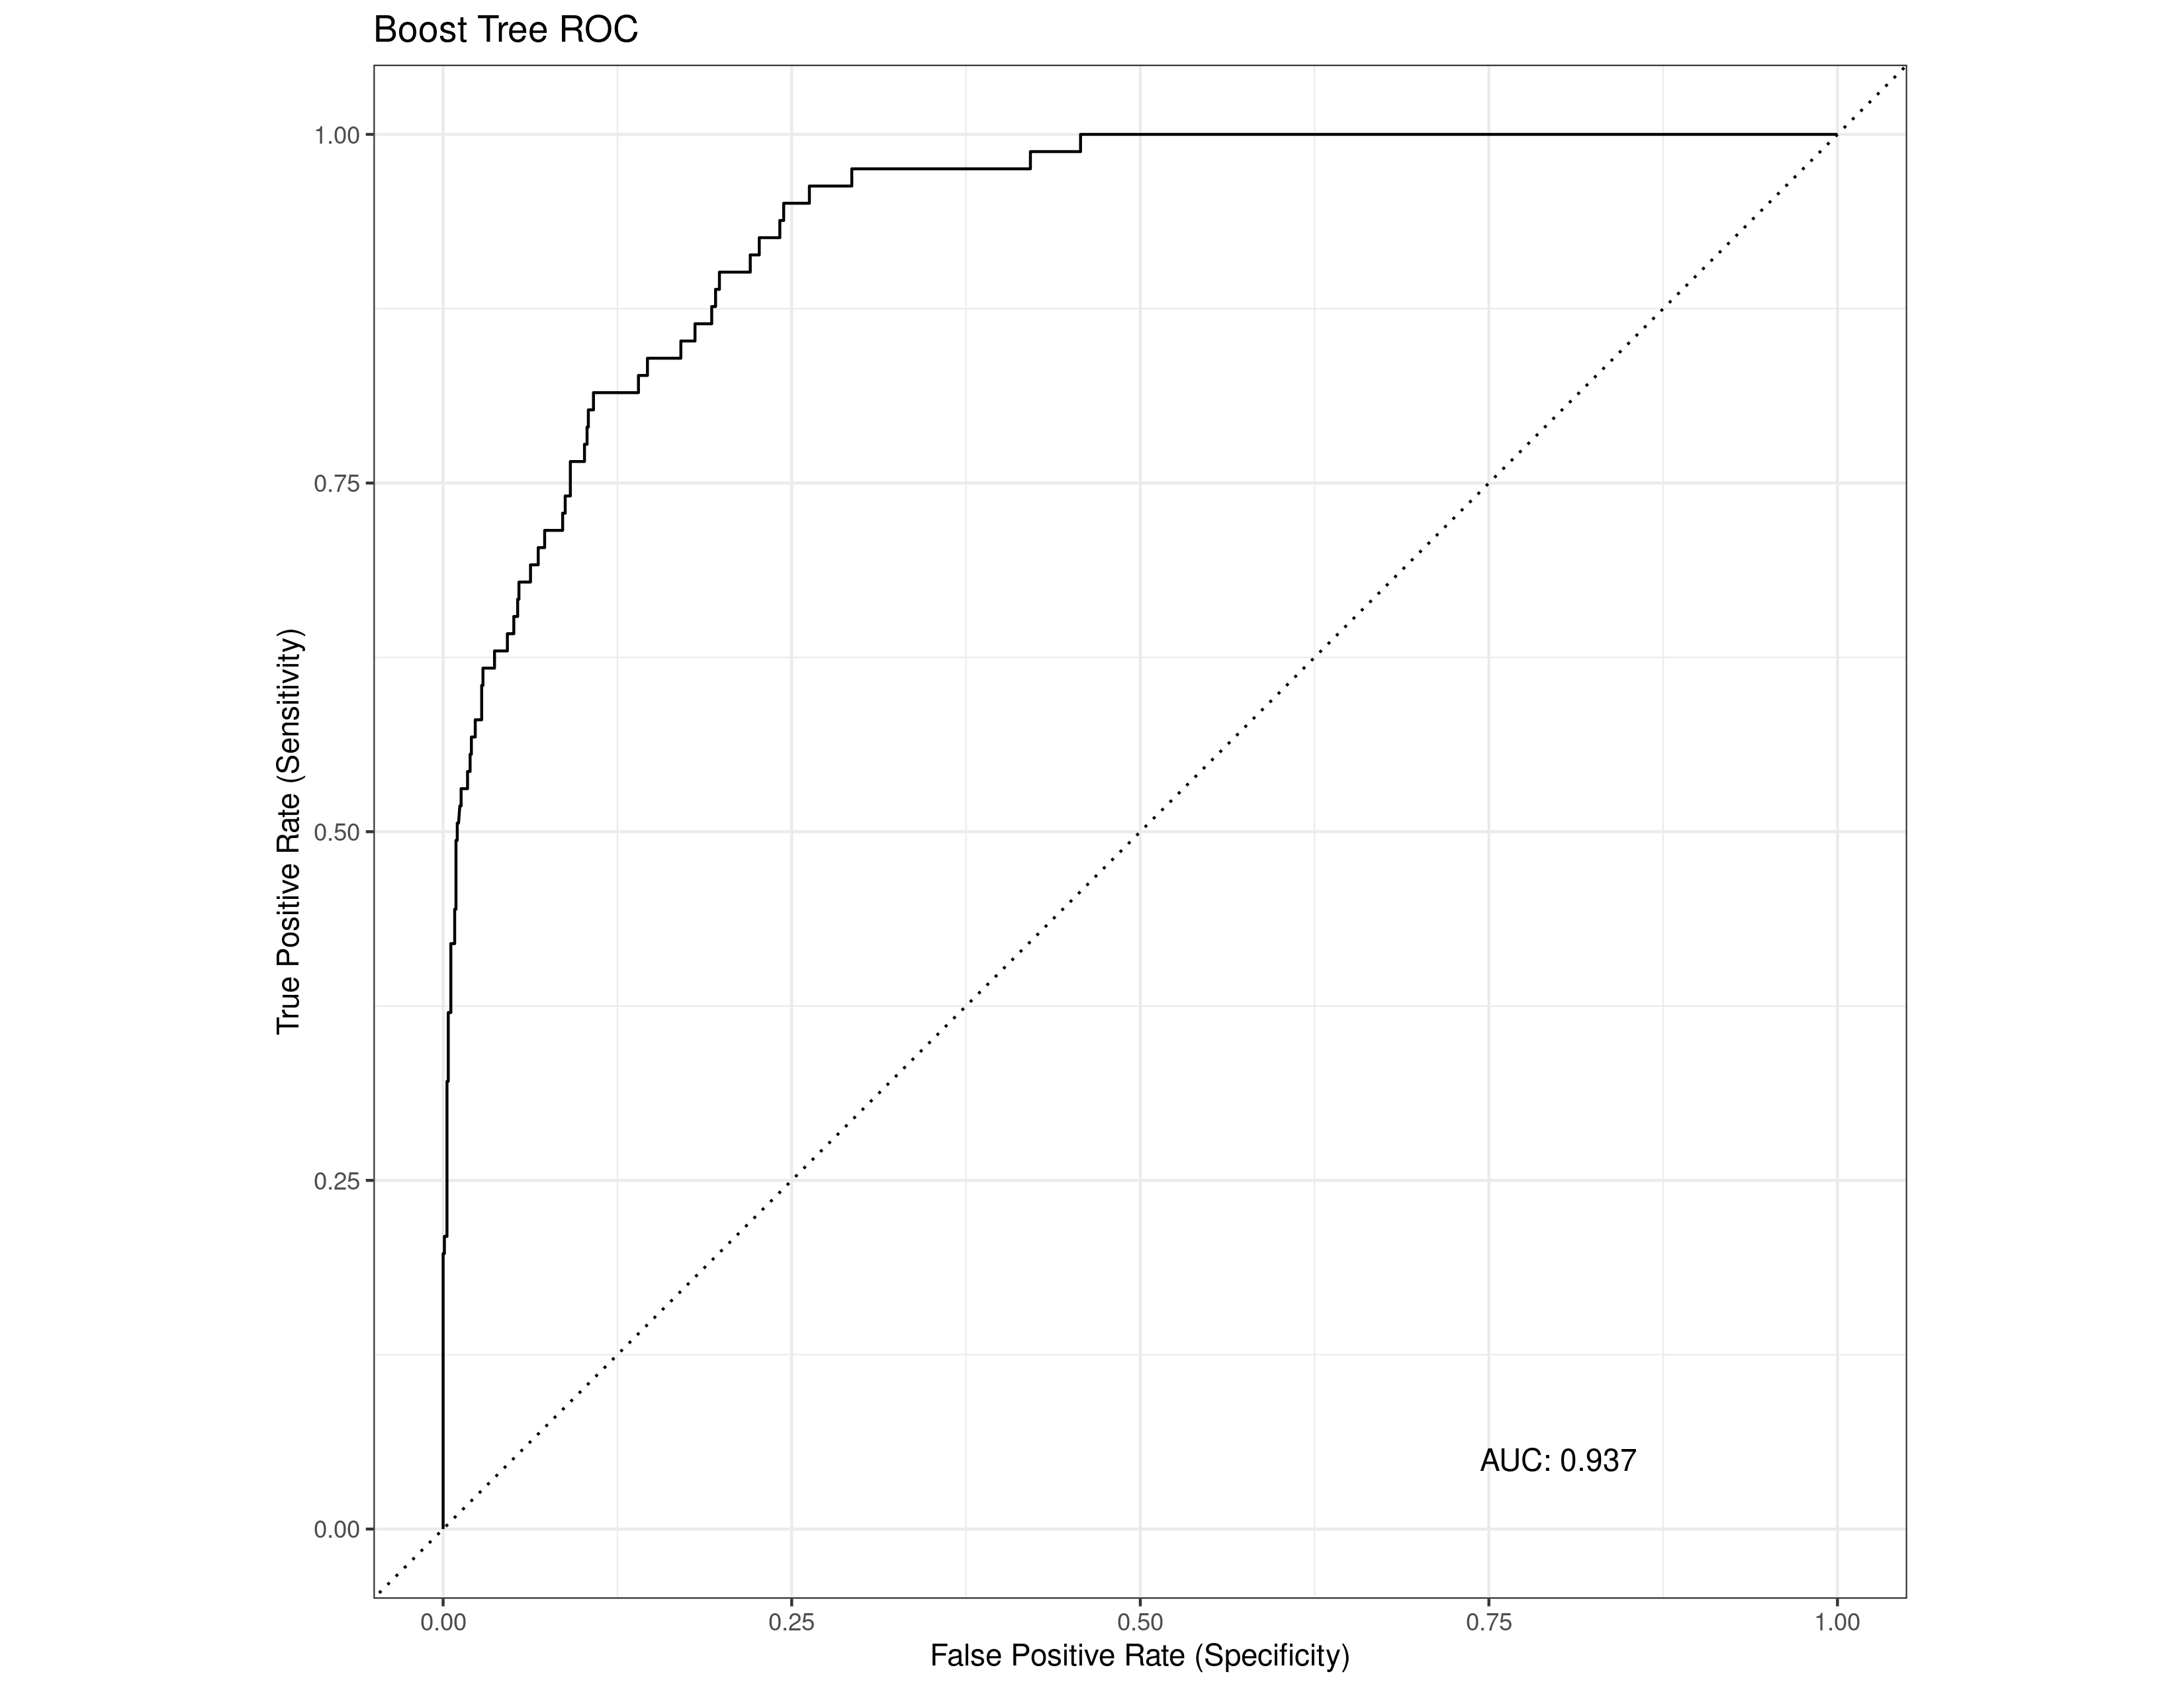 Boost Tree ROC
1.00
0.75
0.50
0.25
0.00
True Positive Rate (Sensitivity)
AUC: 0.937
0.00 0.25 0.50 0.75 1.00
False Positive Rate (Specificity)